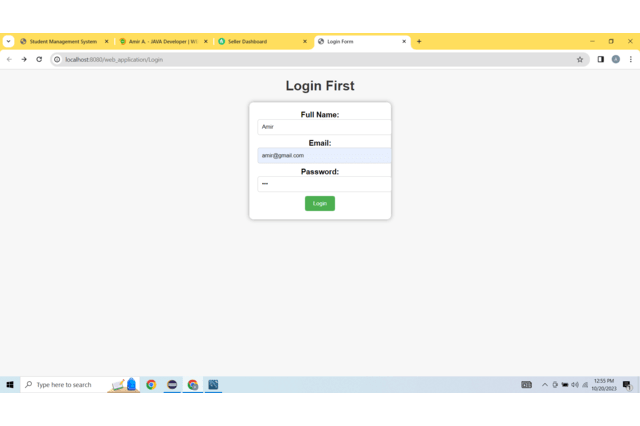 Student Management System
Amir A. - JAVA Developer | W
Seller Dashboard
Login Form
localhost:8080/web_application/Login
Login First
Full Name:
Amir
Email:
amir@gmail.com
Password:
Login
Type here to search
12:55 PM
10/20/2023